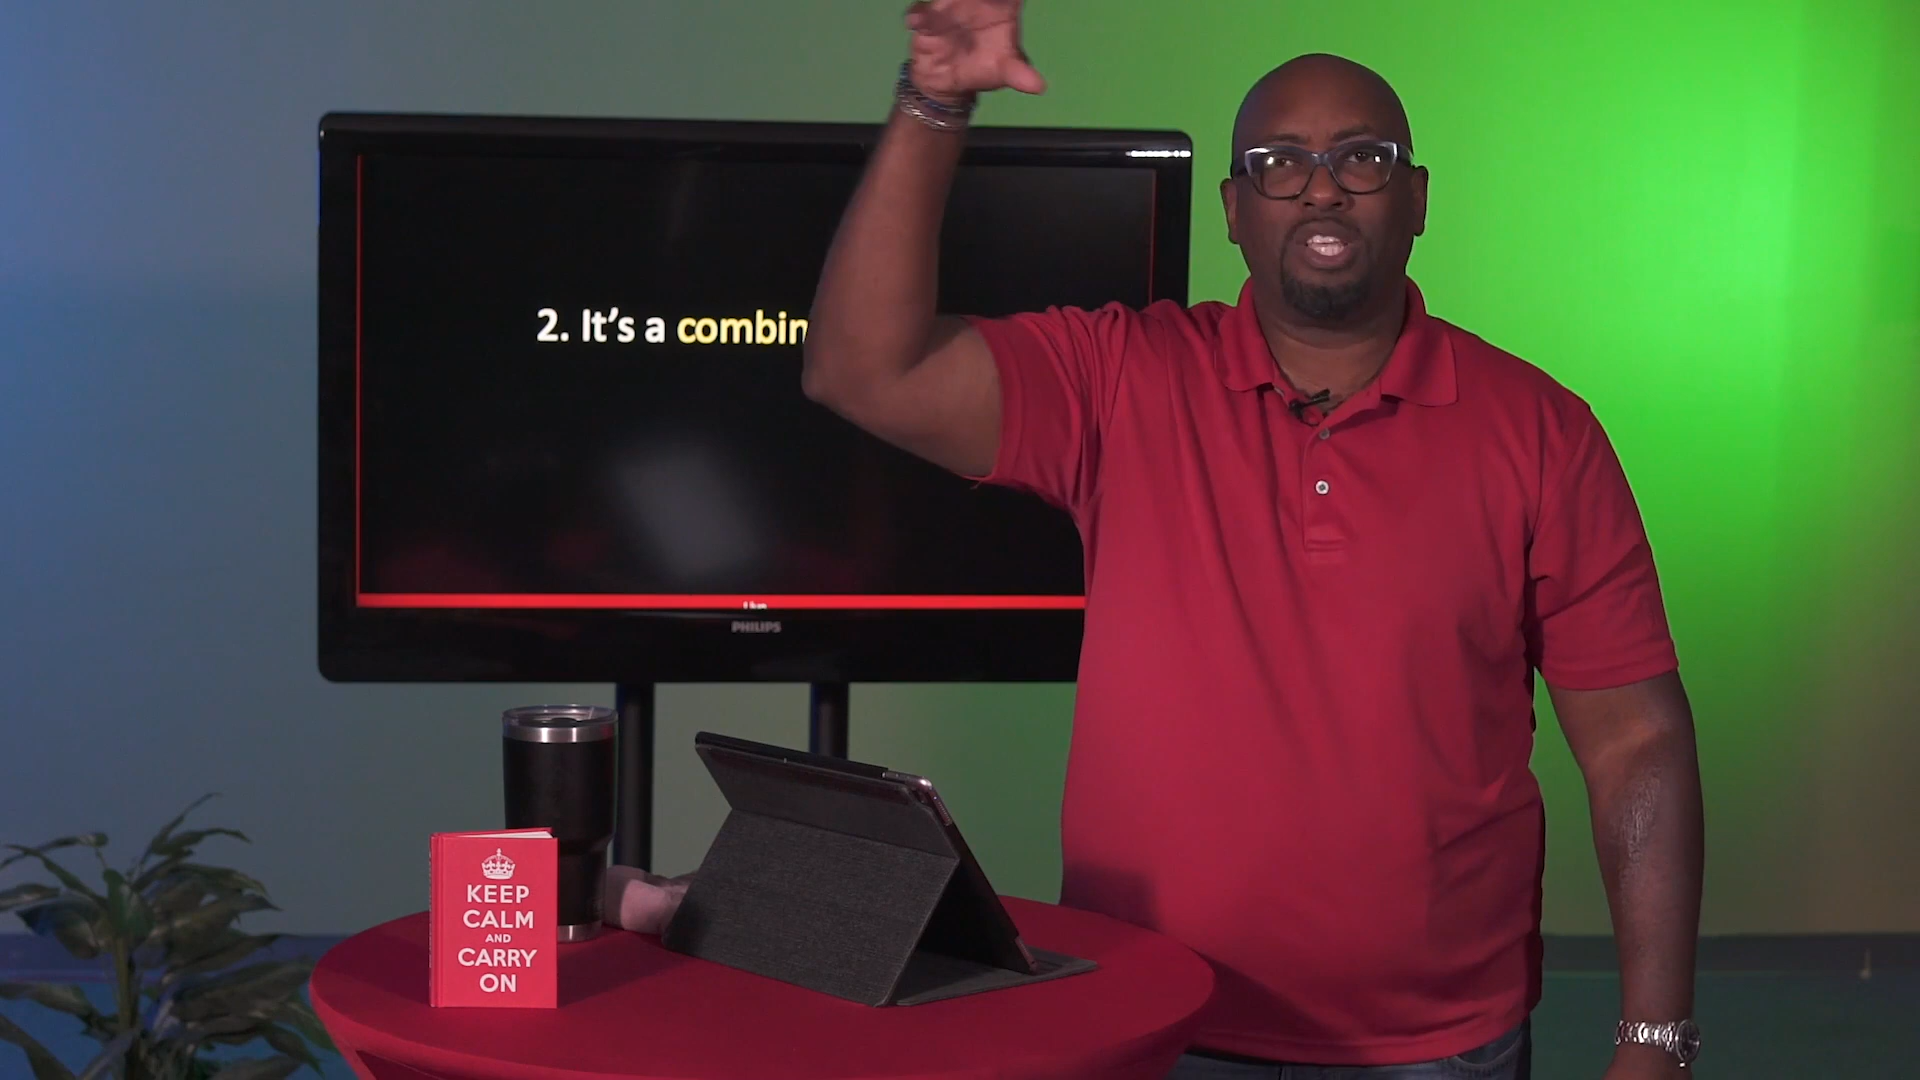 2. It's a combin
PHILIPS
KEEP
CALM
AND
CARRY
ON